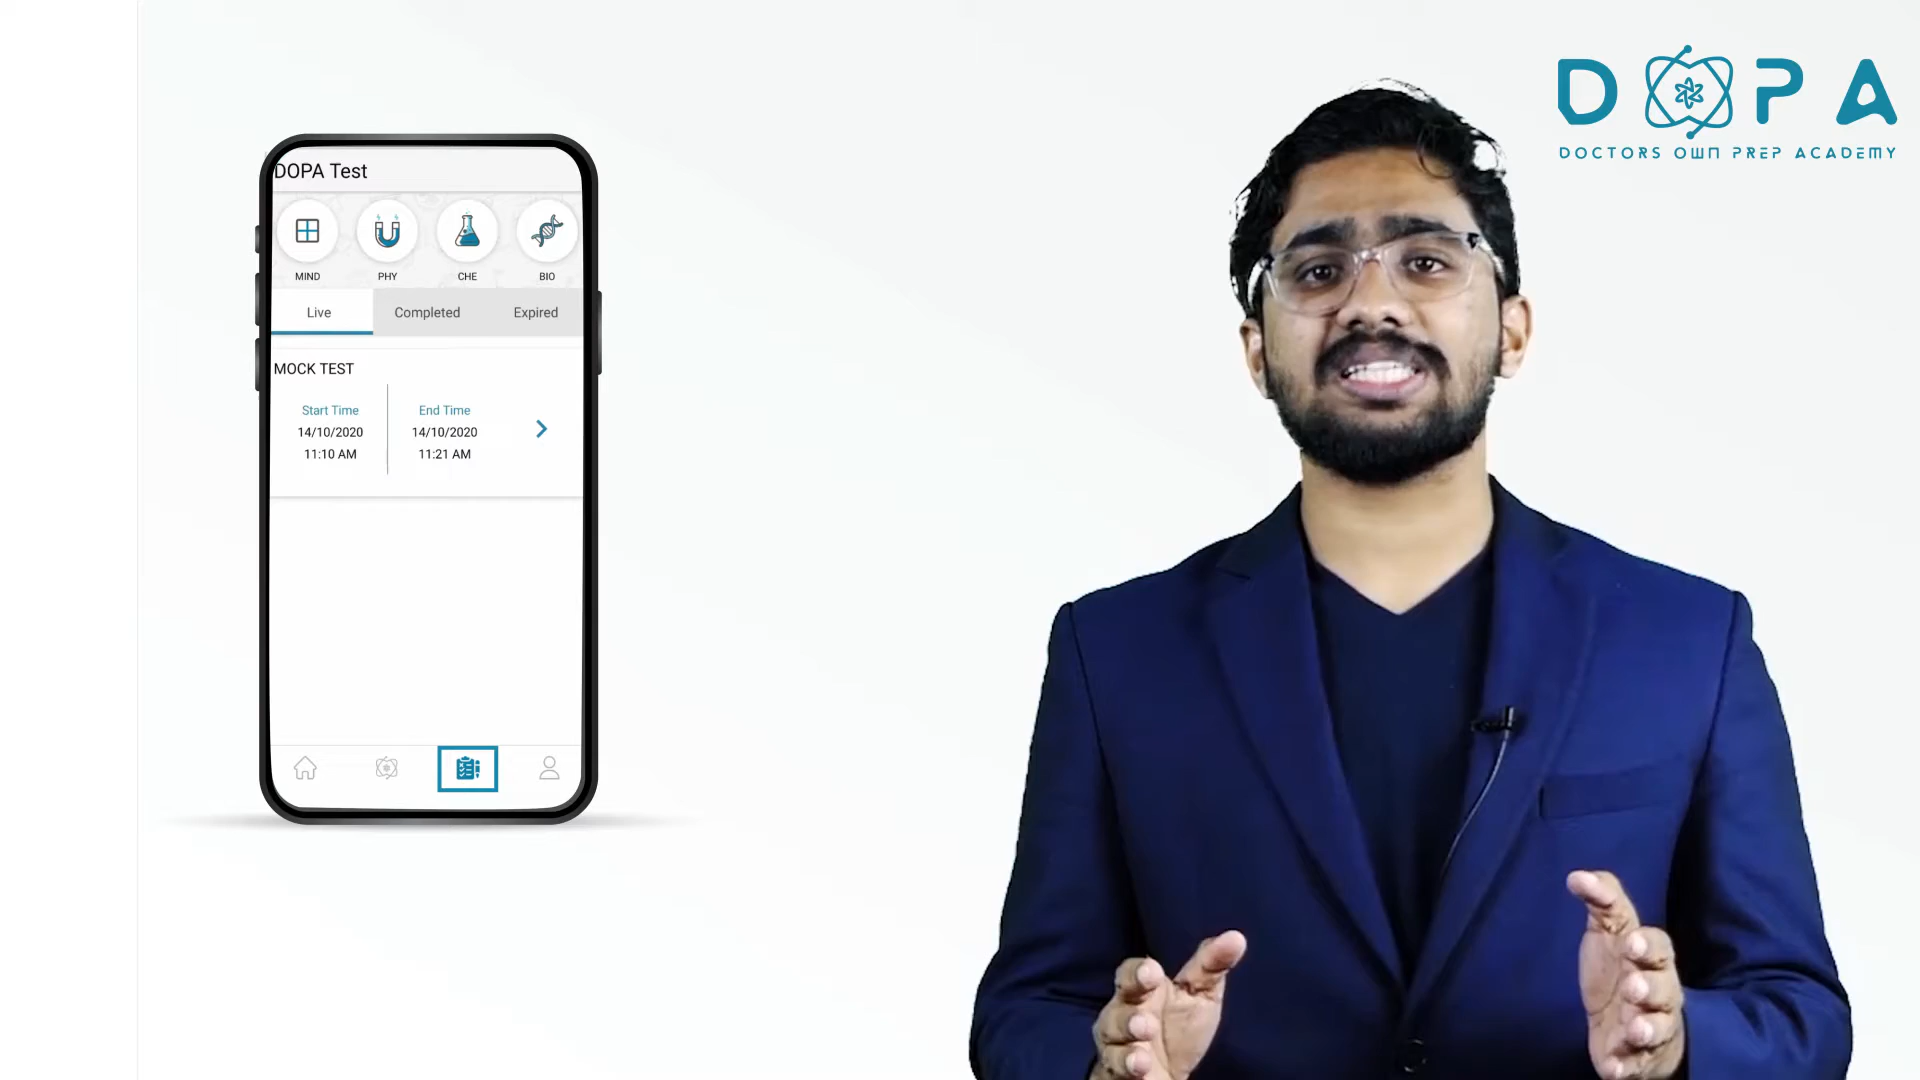 DOPA Test
MIND PHY CHE BIO
Live Completed Expired
MOCK TEST
Start Time End Time
14/10/2020 14/10/2020
11:10 AM 11:21 AM
DOPA
DOCTORS OWN PREP ACADEMY